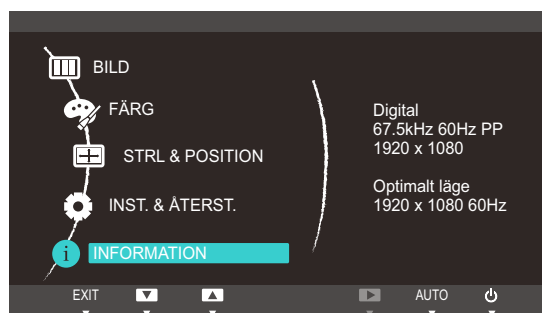 BILD
FÄRG
STRL & POSITION
INST. & ÅTERST.
i INFORMATION
Digital
67.5kHz 60Hz PP
1920 x 1080
Optimalt läge
1920 x 1080 60Hz
EXIT AUTO